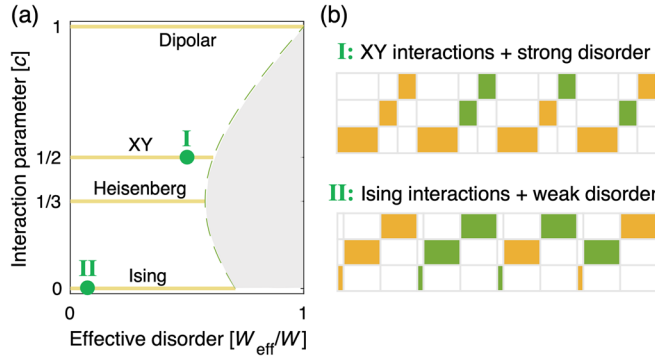 (a)
1
Dipolar
XY
I
1/2
Heisenberg
1/3
II
Ising
0
0
1
Interaction parameter [c]
Effective disorder [W_eff/W]
(b)
I: XY interactions + strong disorder
II: Ising interactions + weak disorder